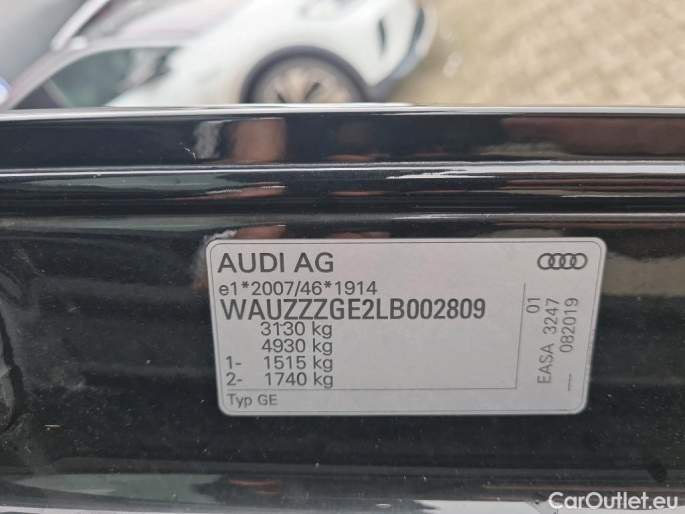 AUDI AG
e1*2007/46*1914
WAUZZZGE2LB002809
3130 kg
4930 kg
1- 1515 kg
2- 1740 kg
Typ GE
01
EASA 3247
— 082019
CarOutlet.eu